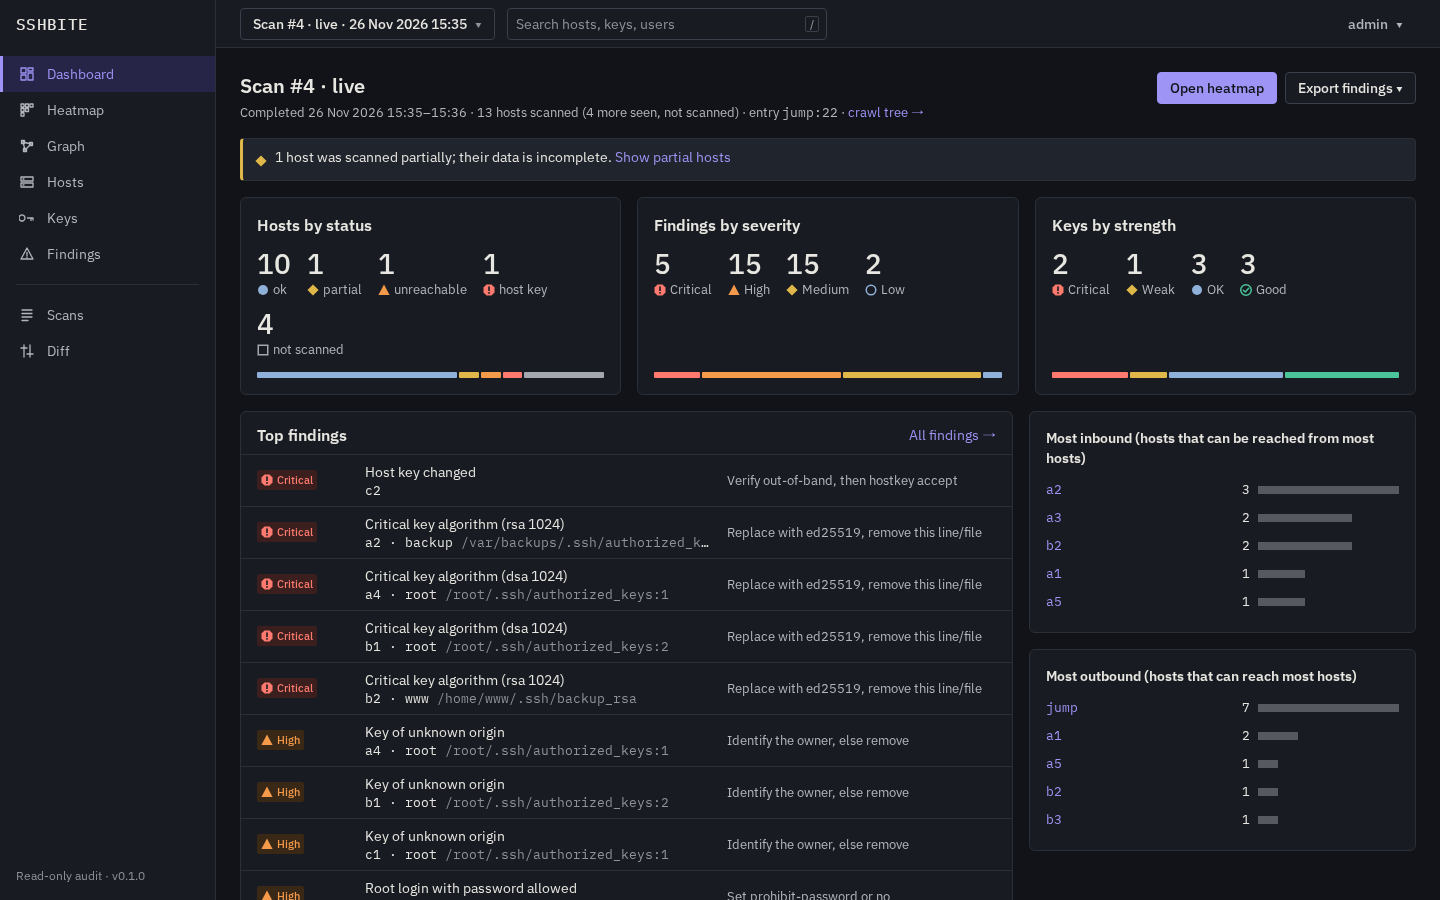 SSHBITE
Scan #4 · live · 26 Nov 2026 15:35 ▾
Search hosts, keys, users /
admin ▾
Dashboard
Heatmap
Graph
Hosts
Keys
Findings
Scans
Diff
Read-only audit · v0.1.0
Scan #4 · live
Completed 26 Nov 2026 15:35–15:36 · 13 hosts scanned (4 more seen, not scanned) · entry jump:22 · crawl tree →
Open heatmap
Export findings ▾
1 host was scanned partially; their data is incomplete. Show partial hosts
Hosts by status
10 1 1 1
ok partial unreachable host key
4
not scanned
Findings by severity
5 15 15 2
Critical High Medium Low
Keys by strength
2 1 3 3
Critical Weak OK Good
Top findings
All findings →
Critical
Host key changed
c2
Verify out-of-band, then hostkey accept
Critical
Critical key algorithm (rsa 1024)
a2 · backup /var/backups/.ssh/authorized_k…
Replace with ed25519, remove this line/file
Critical
Critical key algorithm (dsa 1024)
a4 · root /root/.ssh/authorized_keys:1
Replace with ed25519, remove this line/file
Critical
Critical key algorithm (dsa 1024)
b1 · root /root/.ssh/authorized_keys:2
Replace with ed25519, remove this line/file
Critical
Critical key algorithm (rsa 1024)
b2 · www /home/www/.ssh/backup_rsa
Replace with ed25519, remove this line/file
High
Key of unknown origin
a4 · root /root/.ssh/authorized_keys:1
Identify the owner, else remove
High
Key of unknown origin
b1 · root /root/.ssh/authorized_keys:2
Identify the owner, else remove
High
Key of unknown origin
c1 · root /root/.ssh/authorized_keys:1
Identify the owner, else remove
High
Root login with password allowed
Set prohibit-password or no
Most inbound (hosts that can be reached from most
hosts)
a2 3
a3 2
b2 2
a1 1
a5 1
Most outbound (hosts that can reach most hosts)
jump 7
a1 2
a5 1
b2 1
b3 1